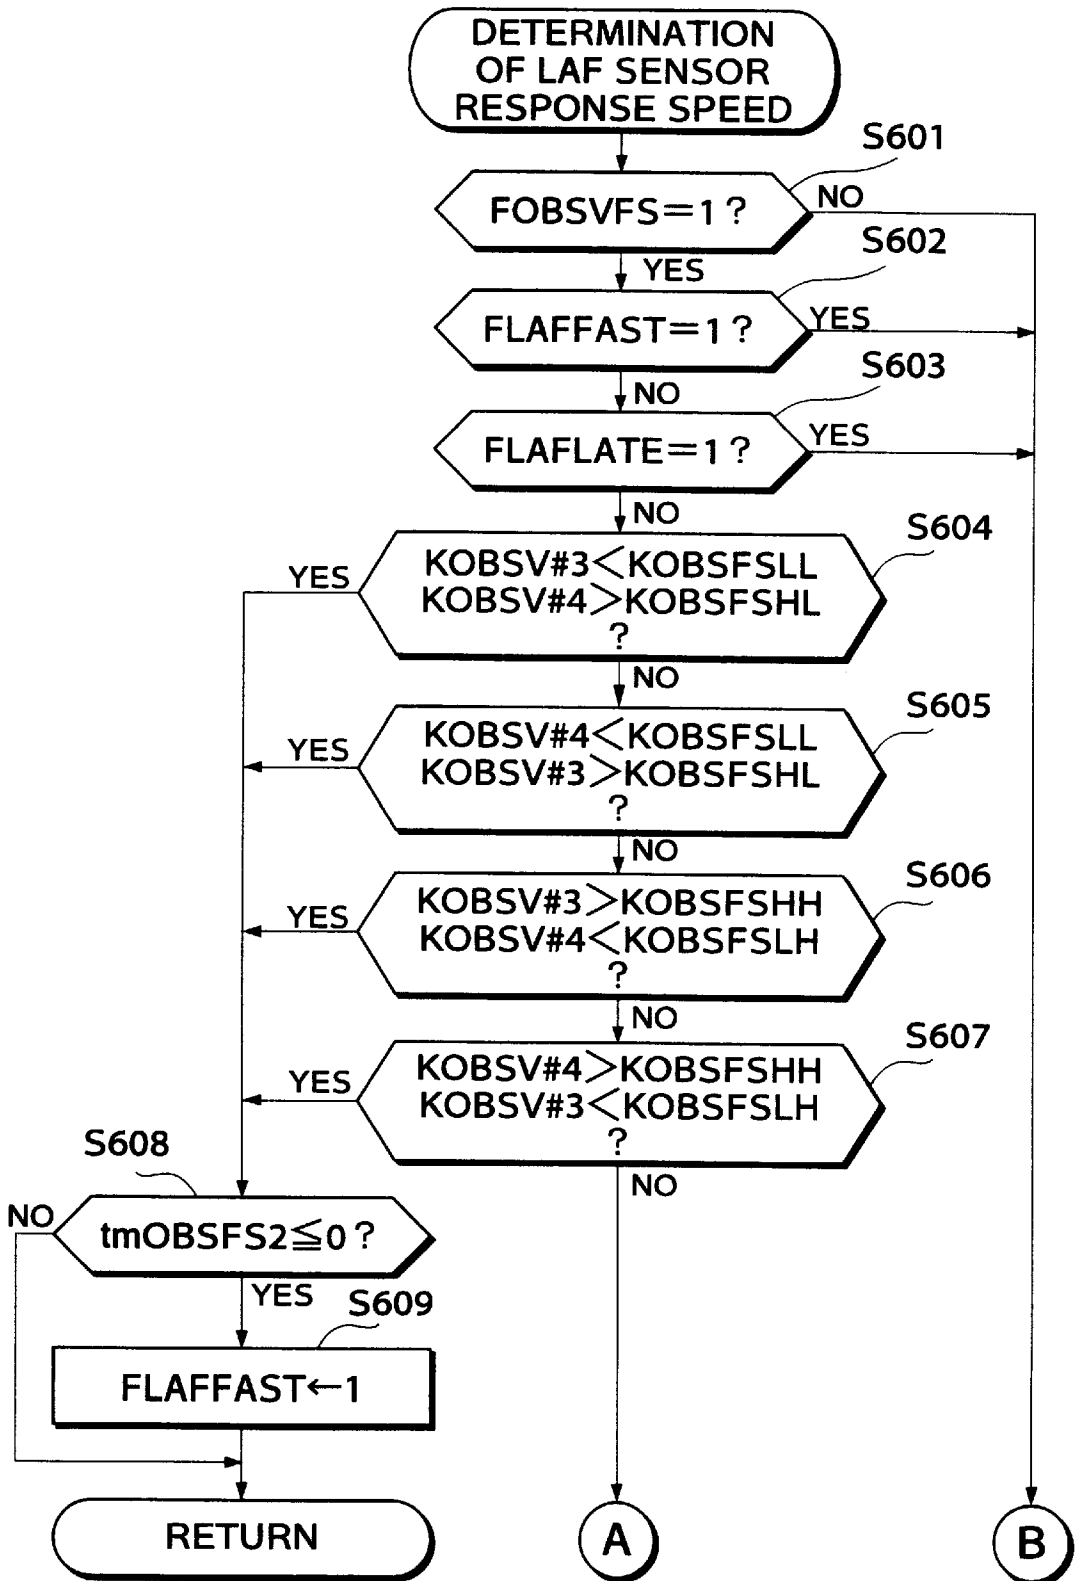 DETERMINATION
OF LAF SENSOR
RESPONSE SPEED
S601
FOBSVFS=1?
NO
YES
S602
FLAFFAST=1?
YES
NO
S603
FLAFLATE=1?
YES
NO
S604
KOBSV#3<KOBSFSLL
KOBSV#4>KOBSFSHL
?
YES
NO
S605
KOBSV#4<KOBSFSLL
KOBSV#3>KOBSFSHL
?
YES
NO
S606
KOBSV#3>KOBSFSHH
KOBSV#4<KOBSFSLH
?
YES
NO
S607
KOBSV#4>KOBSFSHH
KOBSV#3<KOBSFSLH
?
YES
NO
S608
tmOBSFS2≦0?
NO
YES
S609
FLAFFAST←1
RETURN
A
B